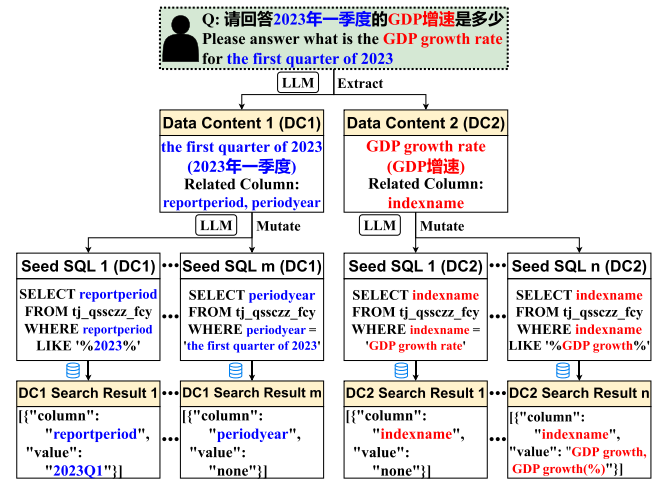 Q: 请回答2023年一季度的GDP增速是多少
Please answer what is the GDP growth rate
for the first quarter of 2023
LLM
Extract
Data Content 1 (DC1)
the first quarter of 2023
(2023年一季度)
Related Column:
reportperiod, periodyear
Data Content 2 (DC2)
GDP growth rate
(GDP增速)
Related Column:
indexname
LLM
Mutate
LLM
Mutate
Seed SQL 1 (DC1)
SELECT reportperiod
FROM tj_qssczz_fcy
WHERE reportperiod
LIKE '%2023%'
...
Seed SQL m (DC1)
SELECT periodyear
FROM tj_qssczz_fcy
WHERE periodyear =
'the first quarter of 2023'
Seed SQL 1 (DC2)
SELECT indexname
FROM tj_qssczz_fcy
WHERE indexname =
'GDP growth rate'
...
Seed SQL n (DC2)
SELECT indexname
FROM tj_qssczz_fcy
WHERE indexname
LIKE '%GDP growth%'
DC1 Search Result 1
[{"column":
"reportperiod",
"value":
"2023Q1"}]
DC1 Search Result m
[{"column":
"periodyear",
"value":
"none"}]
DC2 Search Result 1
[{"column":
"indexname",
"value":
"none"}]
DC2 Search Result n
[{"column":
"indexname",
"value": "GDP growth,
GDP growth(%)"}]